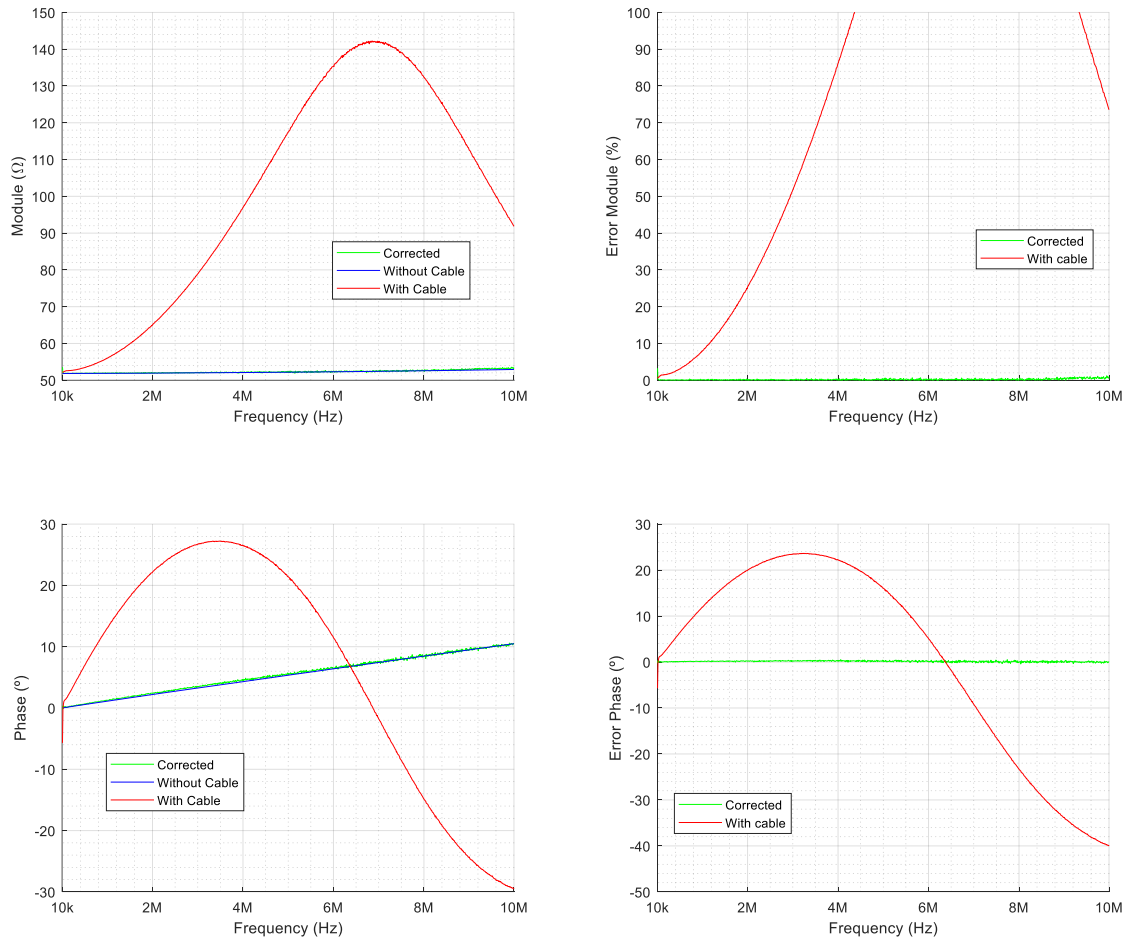 150
140
130
120
110
100
90
80
70
60
50
Module (Ω)
10k
2M
4M
6M
8M
10M
Frequency (Hz)
Corrected
Without Cable
With Cable
100
90
80
70
60
50
40
30
20
10
0
Error Module (%)
10k
2M
4M
6M
8M
10M
Frequency (Hz)
Corrected
With cable
30
20
10
0
-10
-20
-30
Phase (º)
10k
2M
4M
6M
8M
10M
Frequency (Hz)
Corrected
Without Cable
With Cable
30
20
10
0
-10
-20
-30
-40
-50
Error Phase (º)
10k
2M
4M
6M
8M
10M
Frequency (Hz)
Corrected
With cable